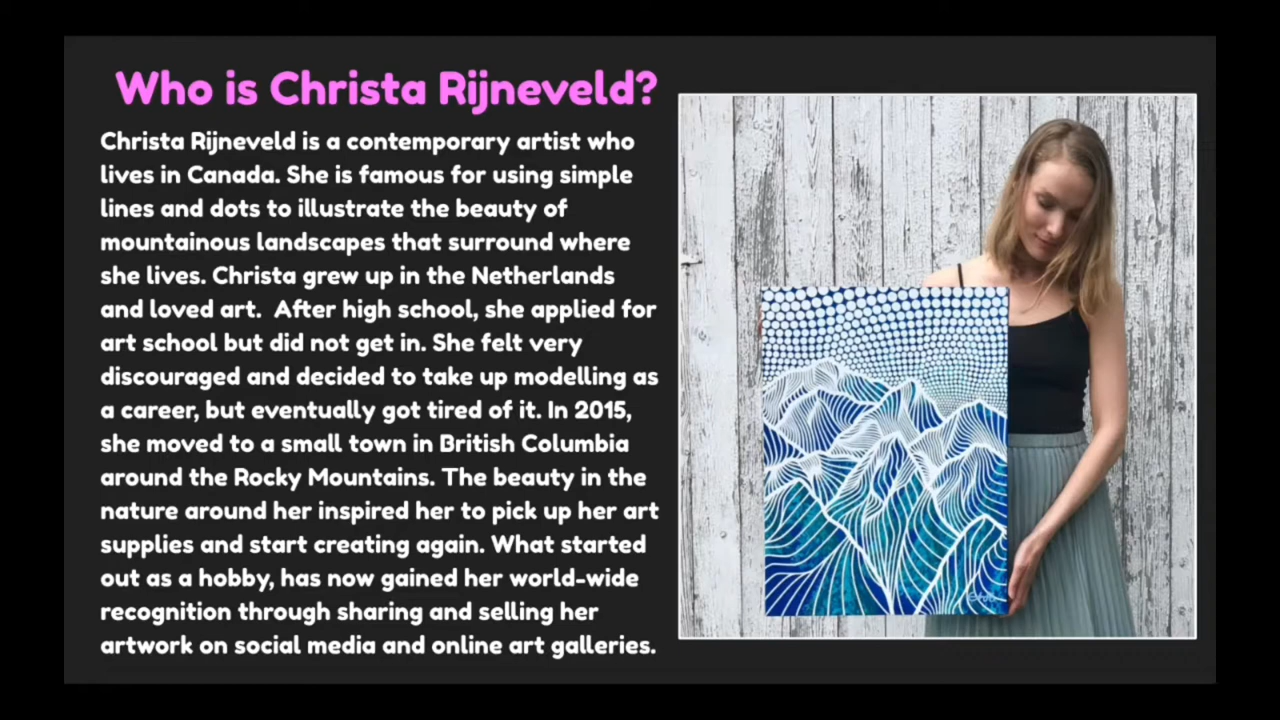 Who is Christa Rijneveld?
Christa Rijneveld is a contemporary artist who
lives in Canada. She is famous for using simple
lines and dots to illustrate the beauty of
mountainous landscapes that surround where
she lives. Christa grew up in the Netherlands
and loved art.  After high school, she applied for
art school but did not get in. She felt very
discouraged and decided to take up modelling as
a career, but eventually got tired of it. In 2015,
she moved to a small town in British Columbia
around the Rocky Mountains. The beauty in the
nature around her inspired her to pick up her art
supplies and start creating again. What started
out as a hobby, has now gained her world-wide
recognition through sharing and selling her
artwork on social media and online art galleries.